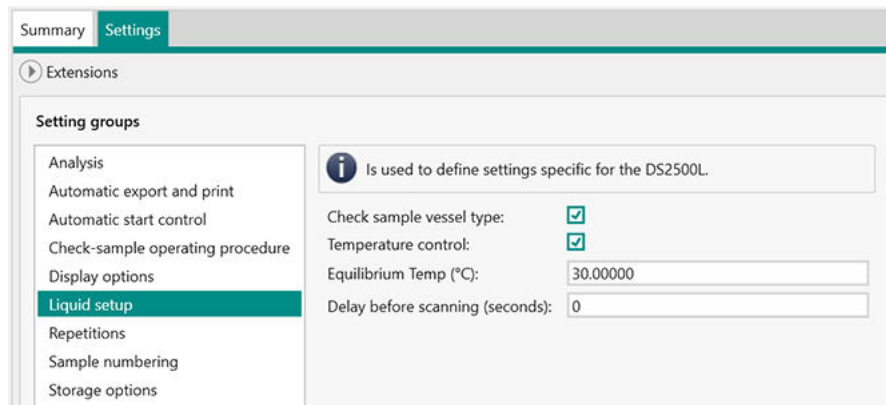 Summary Settings
Extensions
Setting groups
Analysis
Automatic export and print
Automatic start control
Check-sample operating procedure
Display options
Liquid setup
Repetitions
Sample numbering
Storage options
i Is used to define settings specific for the DS2500L.
Check sample vessel type:
Temperature control:
Equilibrium Temp (°C): 30.00000
Delay before scanning (seconds): 0